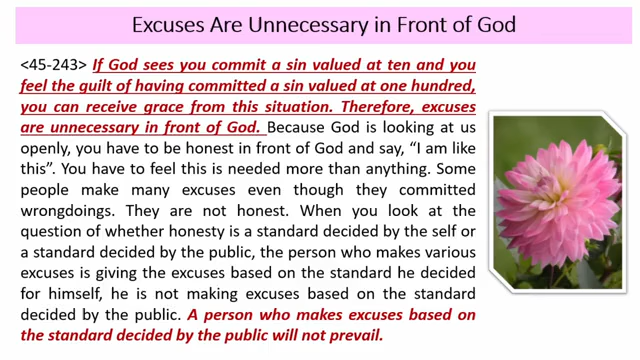 Excuses Are Unnecessary in Front of God
<45-243> If God sees you commit a sin valued at ten and you
feel the guilt of having committed a sin valued at one hundred,
you can receive grace from this situation. Therefore, excuses
are unnecessary in front of God. Because God is looking at us
openly, you have to be honest in front of God and say, “I am like
this”. You have to feel this is needed more than anything. Some
people make many excuses even though they committed
wrongdoings. They are not honest. When you look at the
question of whether honesty is a standard decided by the self or
a standard decided by the public, the person who makes various
excuses is giving the excuses based on the standard he decided
for himself, he is not making excuses based on the standard
decided by the public. A person who makes excuses based on
the standard decided by the public will not prevail.